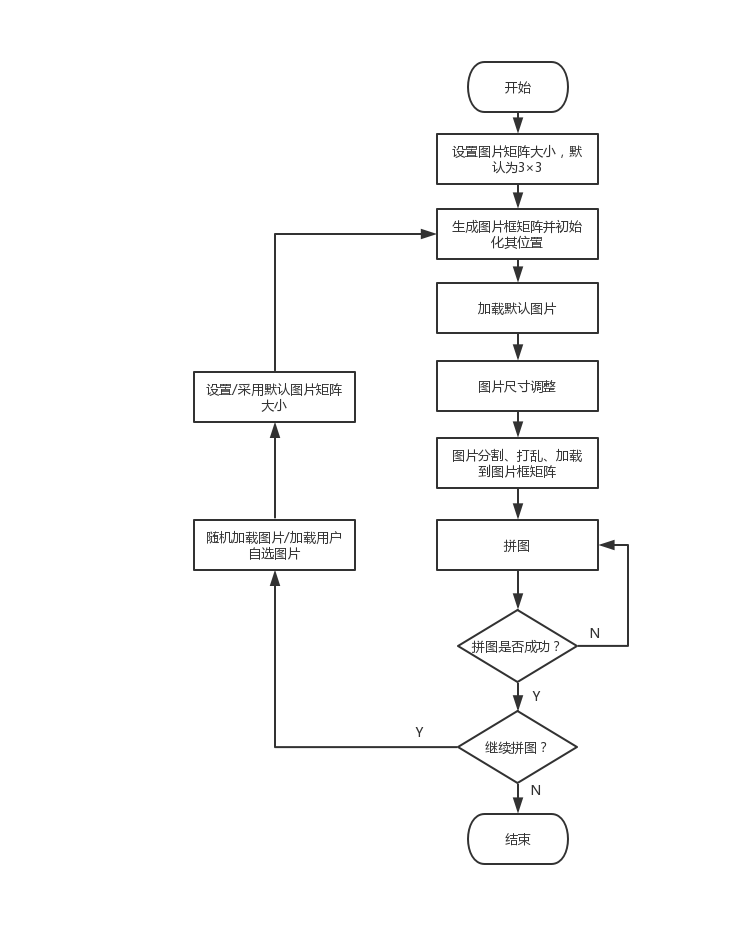 开始
设置图片矩阵大小，默
认为3×3
生成图片框矩阵并初始
化其位置
加载默认图片
图片尺寸调整
设置/采用默认图片矩阵
大小
图片分割、打乱、加载
到图片框矩阵
随机加载图片/加载用户
自选图片
拼图
拼图是否成功？
N
Y
继续拼图？
Y
N
结束